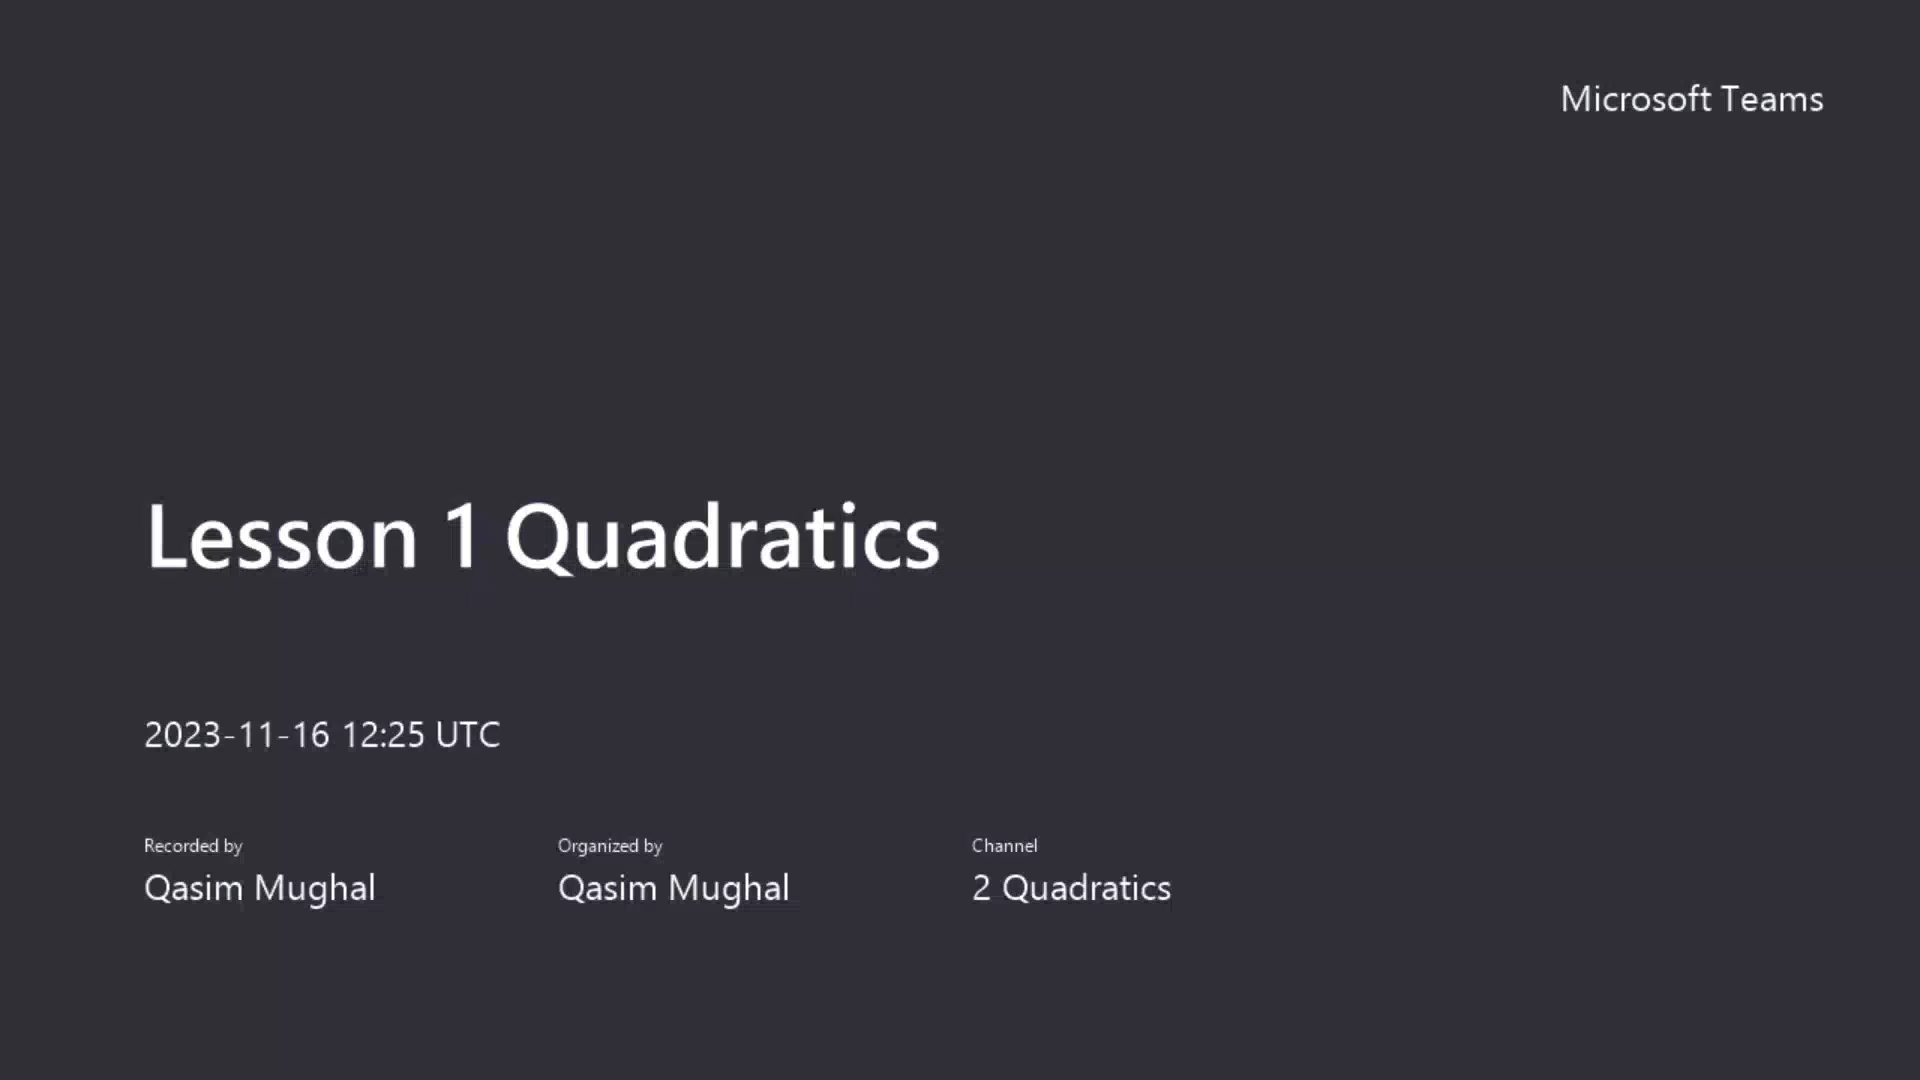 Microsoft Teams
Lesson 1 Quadratics
2023-11-16 12:25 UTC
Recorded by
Qasim Mughal
Organized by
Qasim Mughal
Channel
2 Quadratics